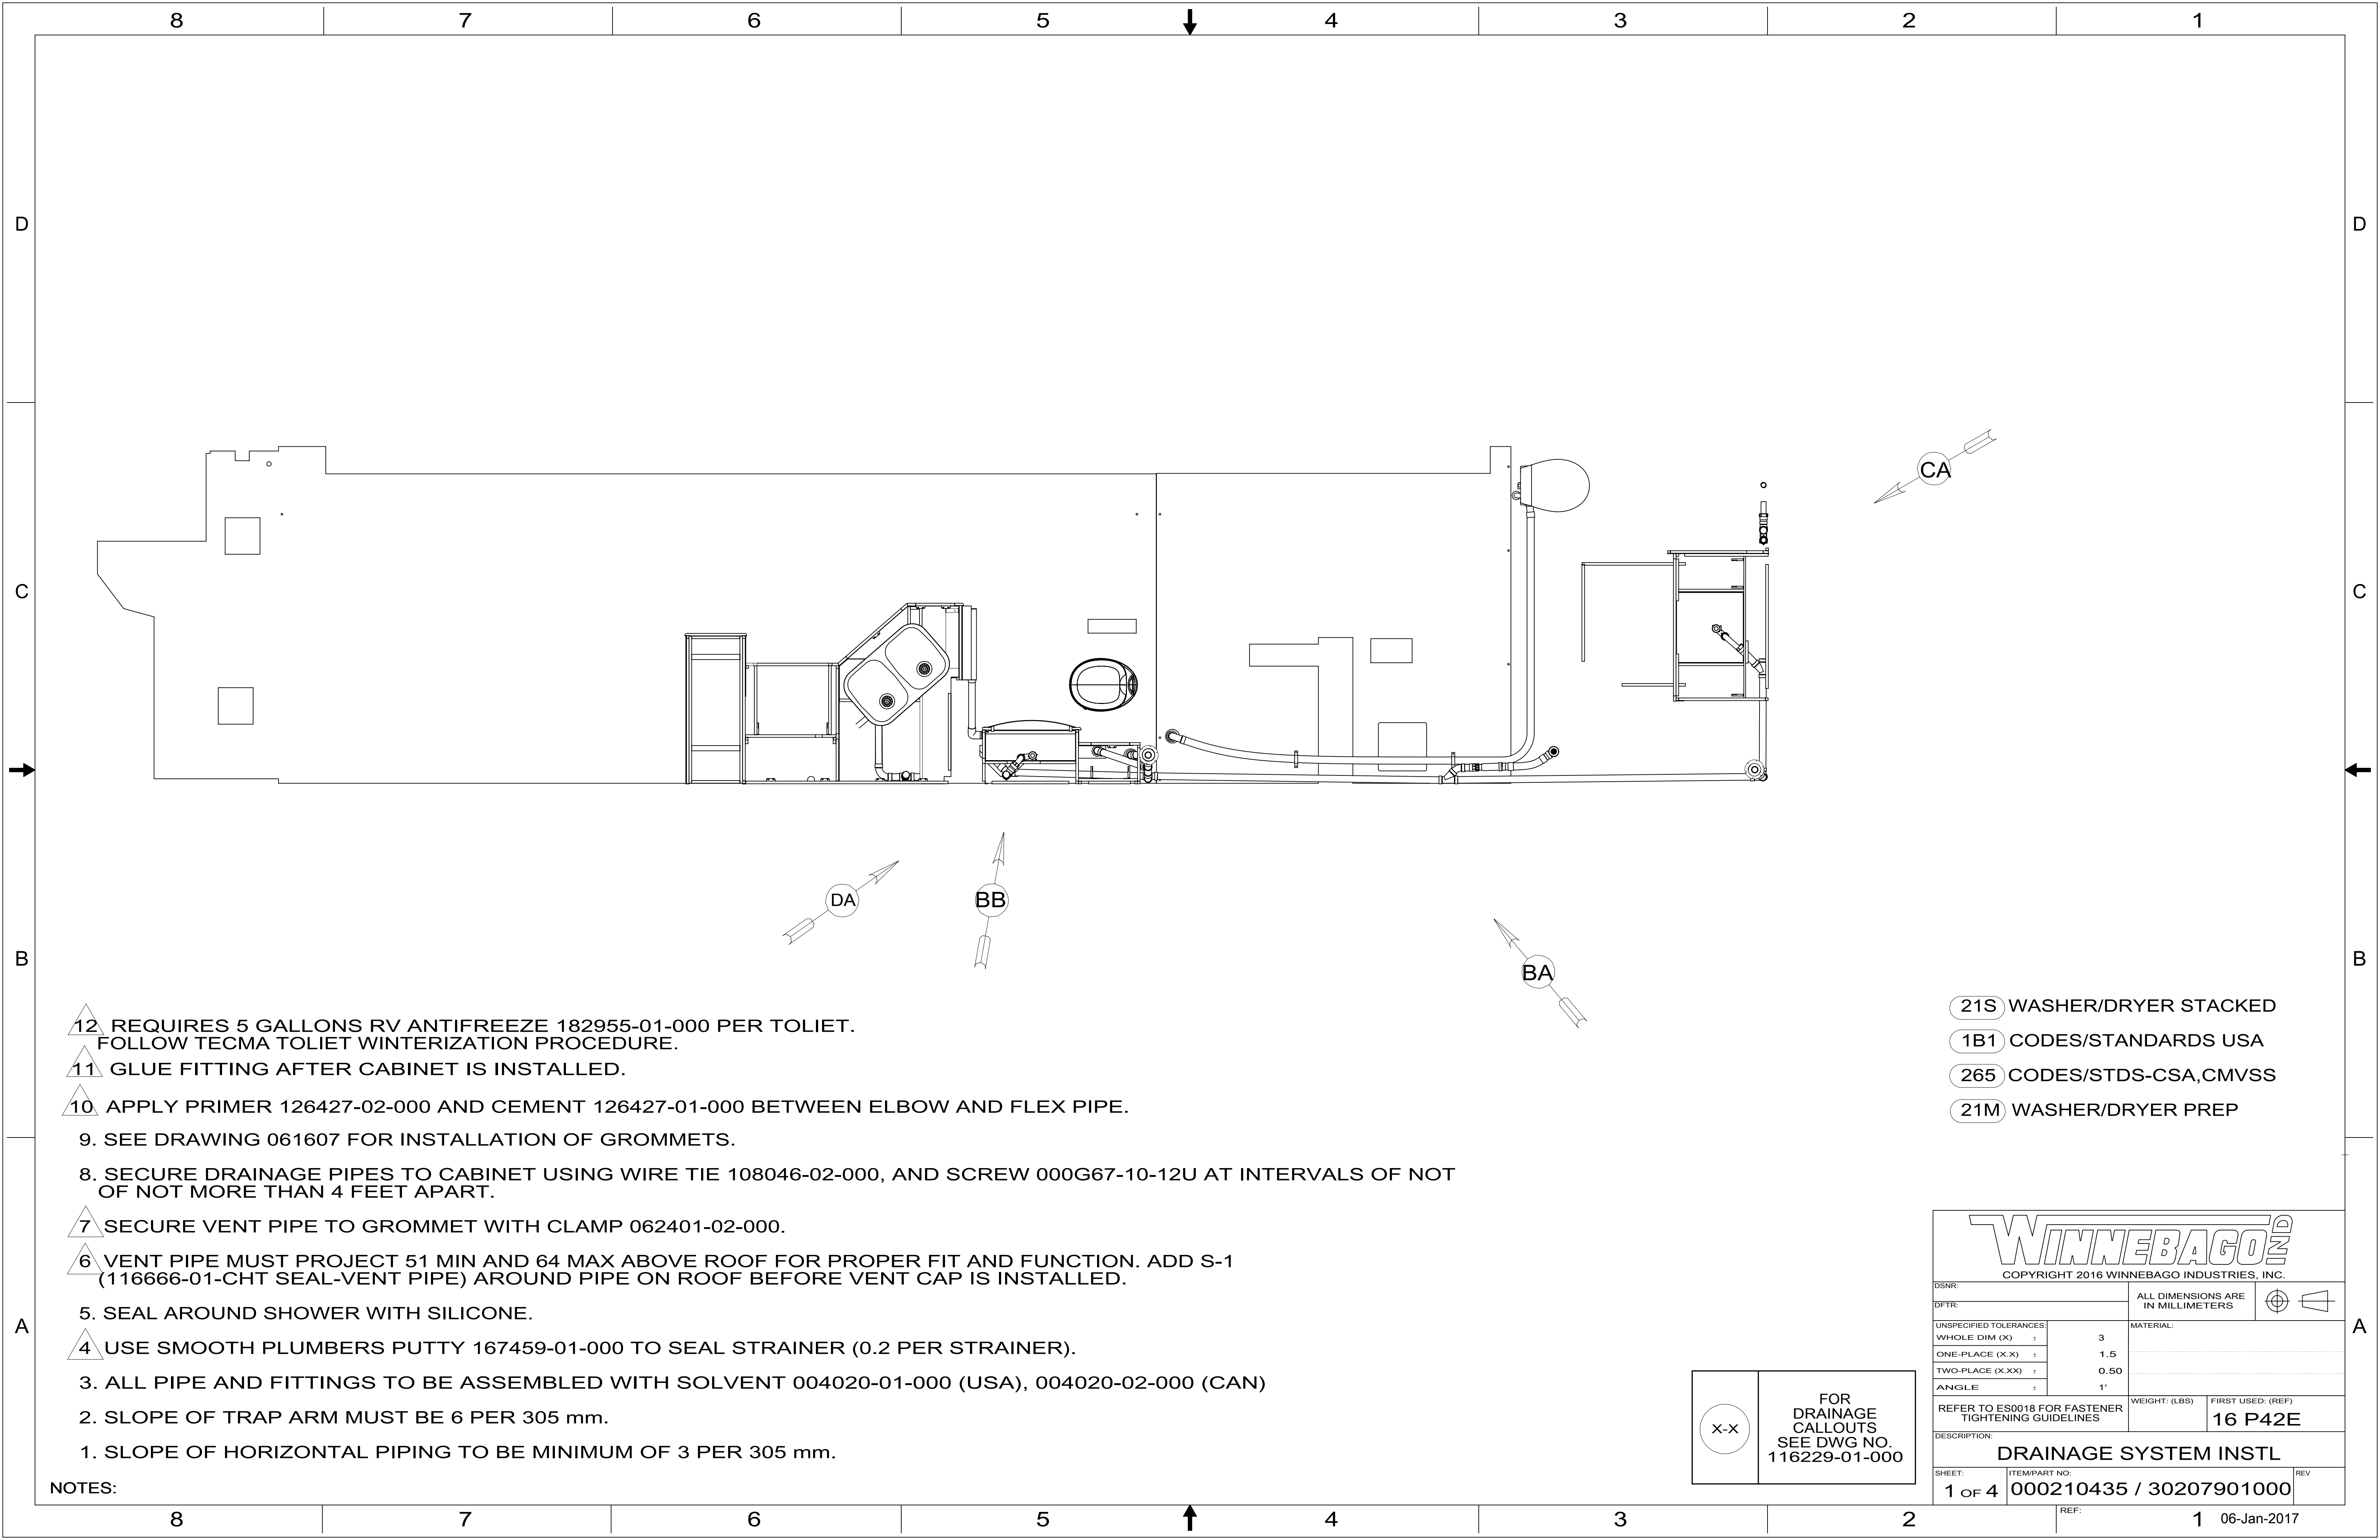 8 7 6 5 4 3 2 1
D D
CA
C C
DA BB
BA
B B
12 REQUIRES 5 GALLONS RV ANTIFREEZE 182955-01-000 PER TOLIET.
FOLLOW TECMA TOLIET WINTERIZATION PROCEDURE.
11 GLUE FITTING AFTER CABINET IS INSTALLED.
10 APPLY PRIMER 126427-02-000 AND CEMENT 126427-01-000 BETWEEN ELBOW AND FLEX PIPE.
9. SEE DRAWING 061607 FOR INSTALLATION OF GROMMETS.
8. SECURE DRAINAGE PIPES TO CABINET USING WIRE TIE 108046-02-000, AND SCREW 000G67-10-12U AT INTERVALS OF NOT
OF NOT MORE THAN 4 FEET APART.
7 SECURE VENT PIPE TO GROMMET WITH CLAMP 062401-02-000.
6 VENT PIPE MUST PROJECT 51 MIN AND 64 MAX ABOVE ROOF FOR PROPER FIT AND FUNCTION. ADD S-1
(116666-01-CHT SEAL-VENT PIPE) AROUND PIPE ON ROOF BEFORE VENT CAP IS INSTALLED.
5. SEAL AROUND SHOWER WITH SILICONE.
4 USE SMOOTH PLUMBERS PUTTY 167459-01-000 TO SEAL STRAINER (0.2 PER STRAINER).
3. ALL PIPE AND FITTINGS TO BE ASSEMBLED WITH SOLVENT 004020-01-000 (USA), 004020-02-000 (CAN)
2. SLOPE OF TRAP ARM MUST BE 6 PER 305 mm.
1. SLOPE OF HORIZONTAL PIPING TO BE MINIMUM OF 3 PER 305 mm.
NOTES:
21S WASHER/DRYER STACKED
1B1 CODES/STANDARDS USA
265 CODES/STDS-CSA,CMVSS
21M WASHER/DRYER PREP
X-X
FOR
DRAINAGE
CALLOUTS
SEE DWG NO.
116229-01-000
WINNEBAGO IND
COPYRIGHT 2016 WINNEBAGO INDUSTRIES, INC.
DSNR:
DFTR:
ALL DIMENSIONS ARE
IN MILLIMETERS
UNSPECIFIED TOLERANCES:
WHOLE DIM (X) ± 3
ONE-PLACE (X.X) ± 1.5
TWO-PLACE (X.XX) ± 0.50
ANGLE ± 1°
MATERIAL:
REFER TO ES0018 FOR FASTENER
TIGHTENING GUIDELINES
WEIGHT: (LBS)
FIRST USED: (REF)
16 P42E
DESCRIPTION:
DRAINAGE SYSTEM INSTL
SHEET:
1 OF 4
ITEM/PART NO:
000210435 / 30207901000
REV
A A
REF:
8 7 6 5 4 3 2 1
06-Jan-2017